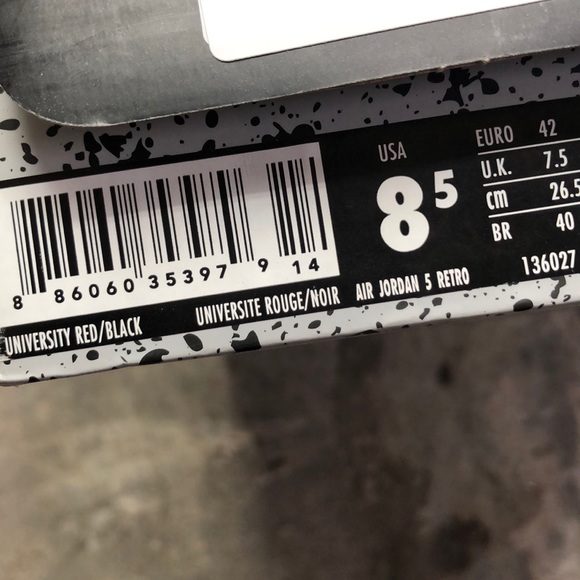 USA
8 5
EURO 42
U.K. 7.5
cm 26.5
BR 40
136027
8 86060 35397 9 14
UNIVERSITY RED/BLACK
UNIVERSITE ROUGE/NOIR
AIR JORDAN 5 RETRO